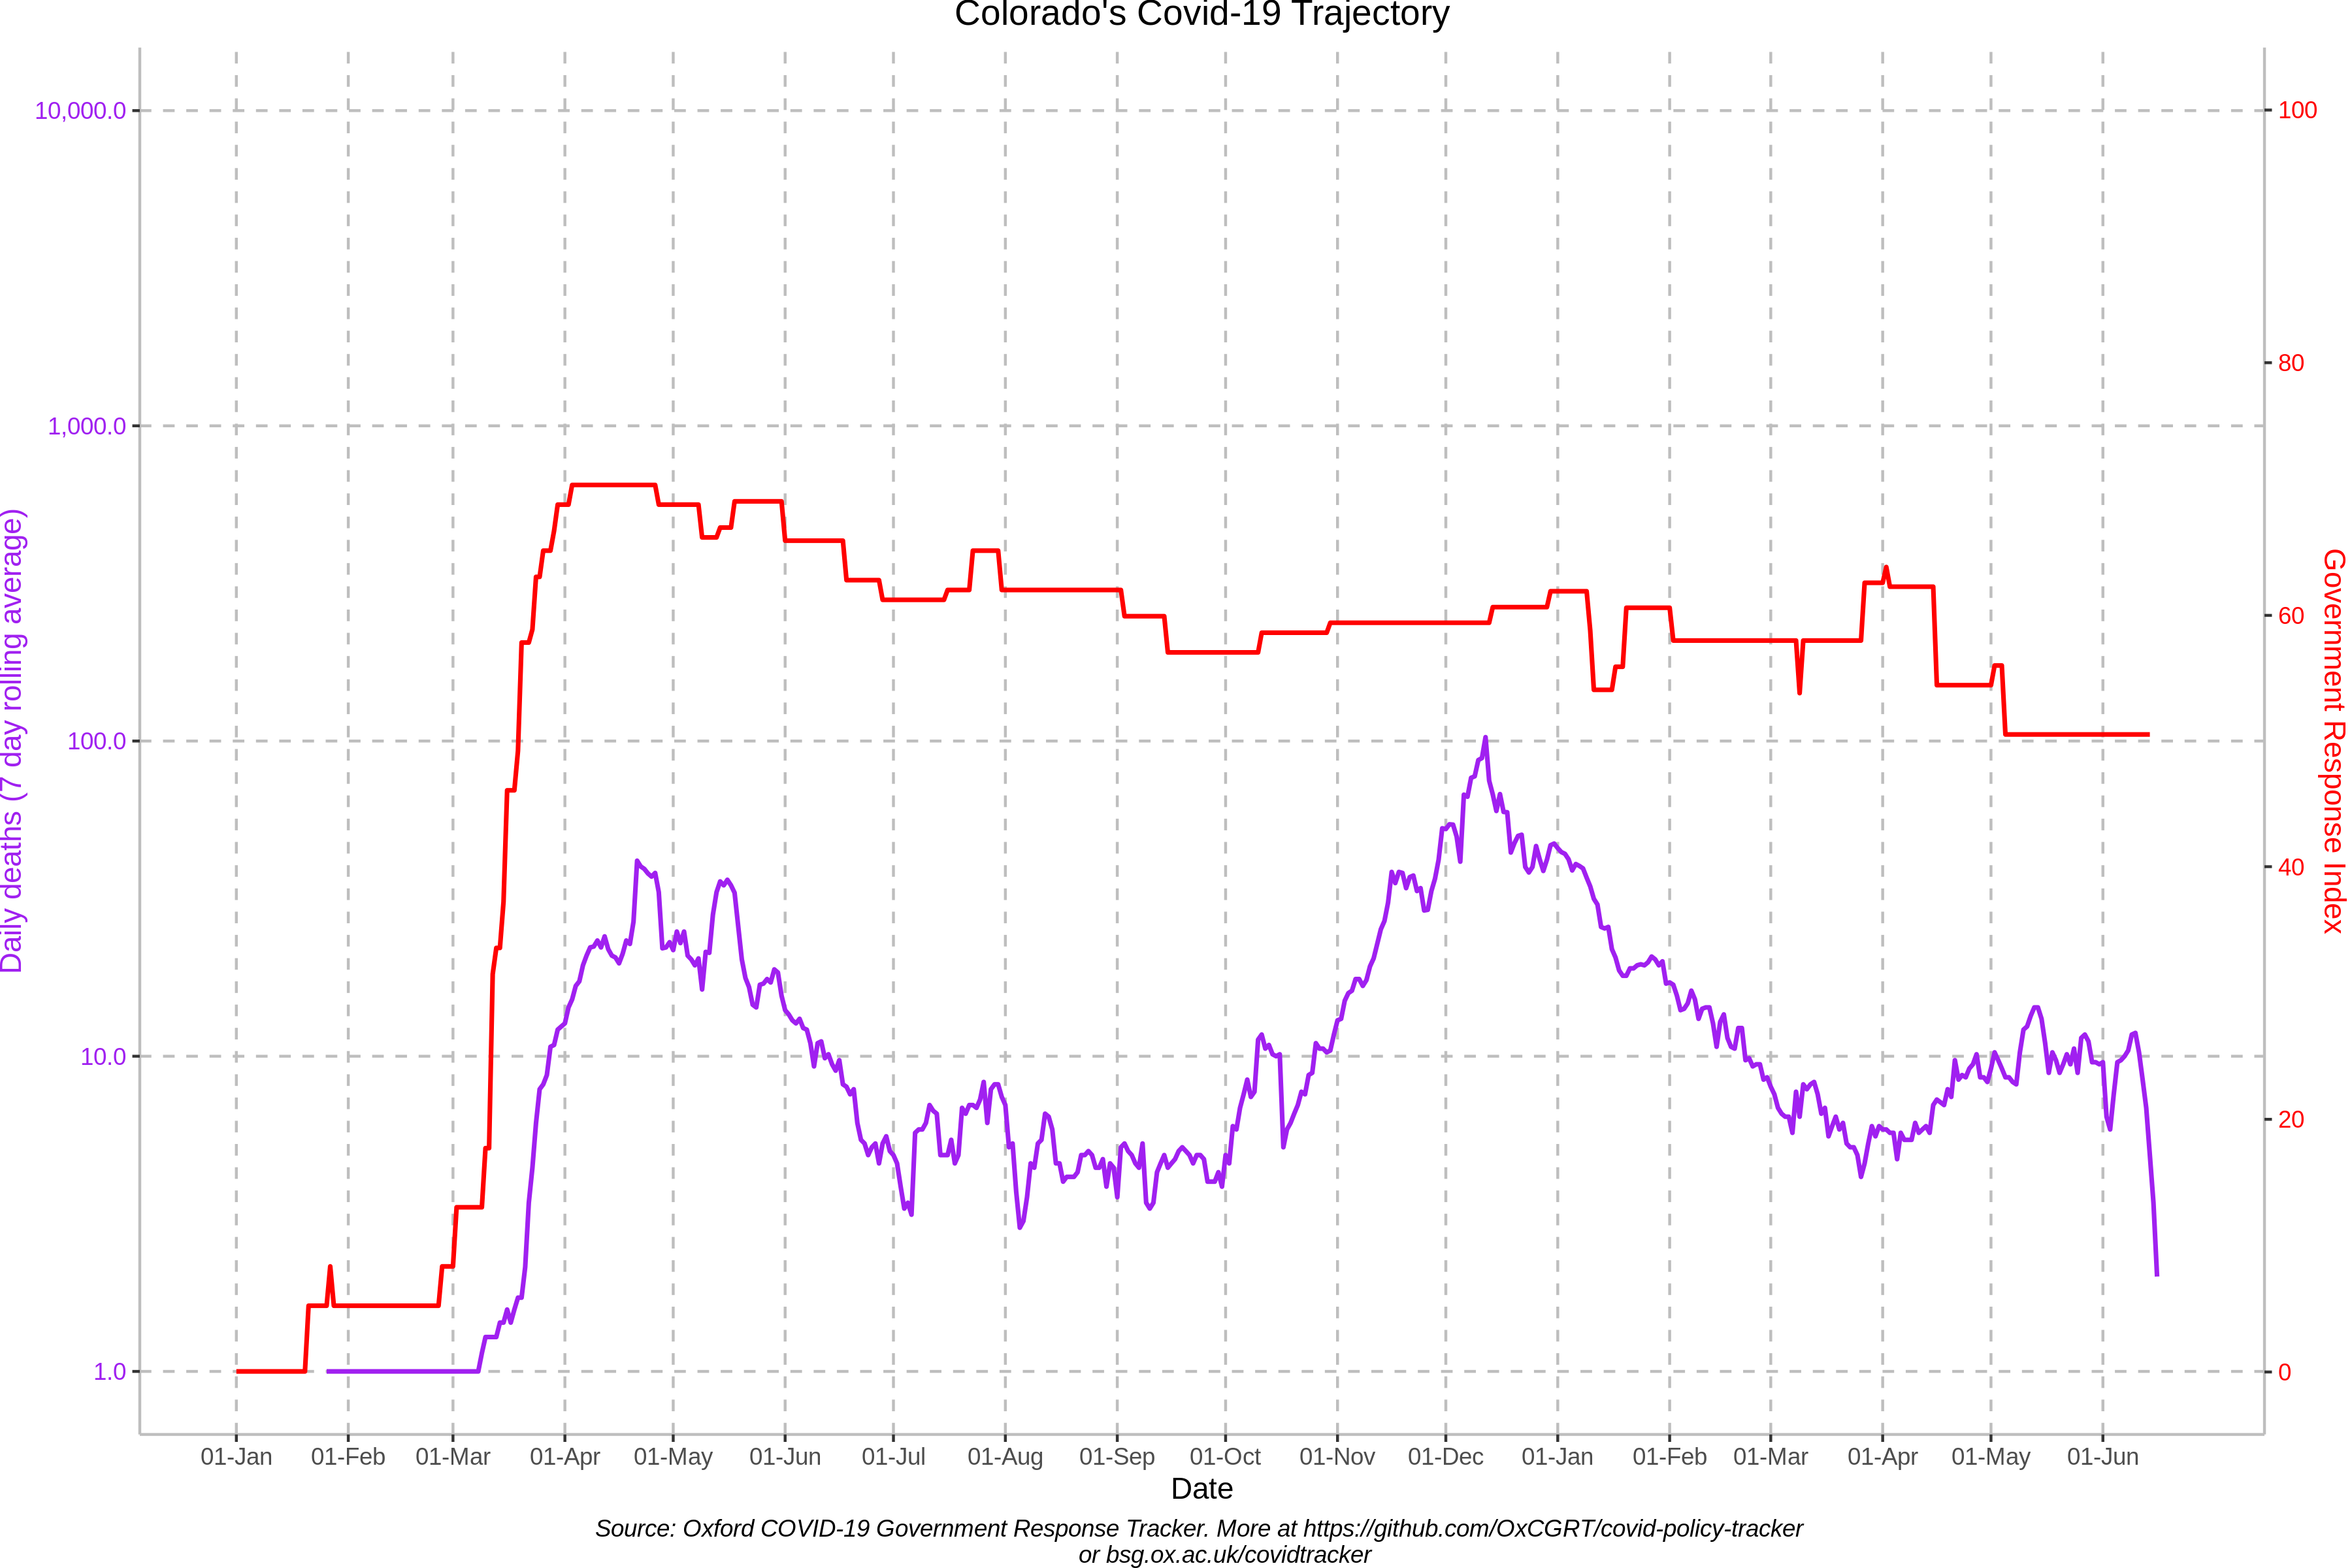 Colorado's Covid-19 Trajectory
10,000.0
1,000.0
100.0
10.0
1.0
Daily deaths (7 day rolling average)
100
80
60
40
20
0
Government Response Index
01-Jan 01-Feb 01-Mar 01-Apr 01-May 01-Jun 01-Jul 01-Aug 01-Sep 01-Oct 01-Nov 01-Dec 01-Jan 01-Feb 01-Mar 01-Apr 01-May 01-Jun
Date
Source: Oxford COVID-19 Government Response Tracker. More at https://github.com/OxCGRT/covid-policy-tracker
or bsg.ox.ac.uk/covidtracker